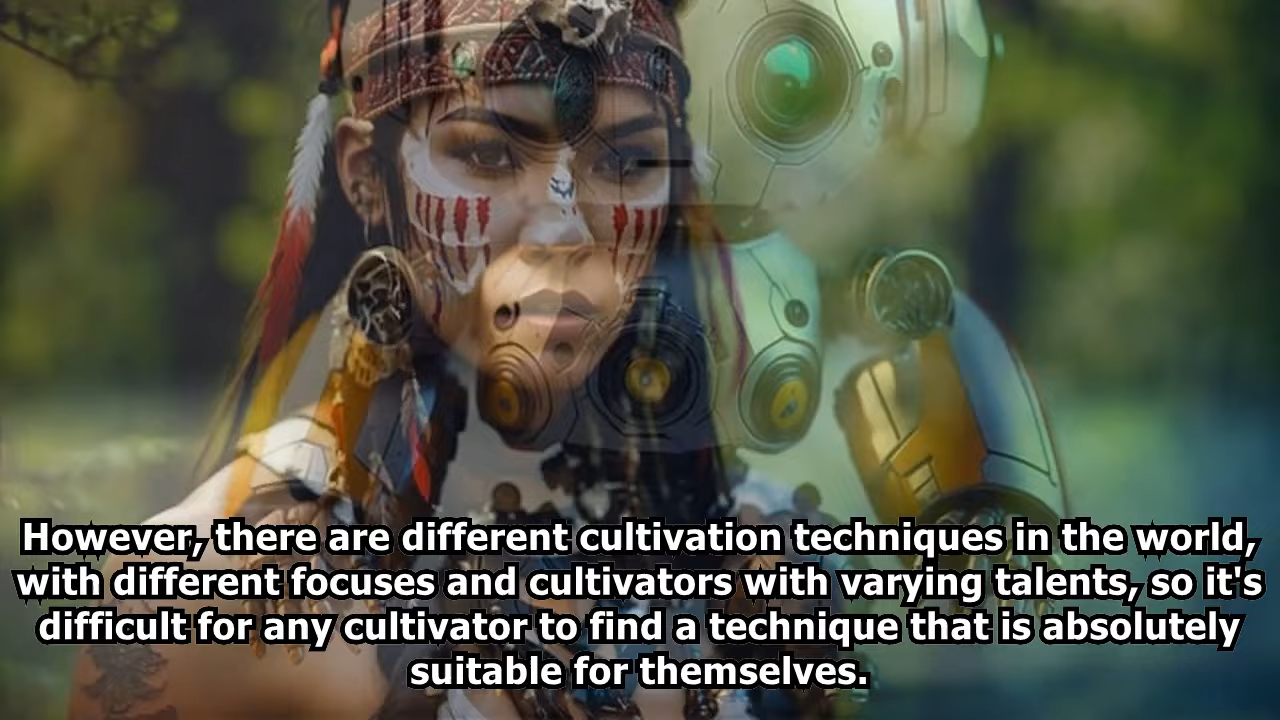 However, there are different cultivation techniques in the world,
with different focuses and cultivators with varying talents, so it's
difficult for any cultivator to find a technique that is absolutely
suitable for themselves.